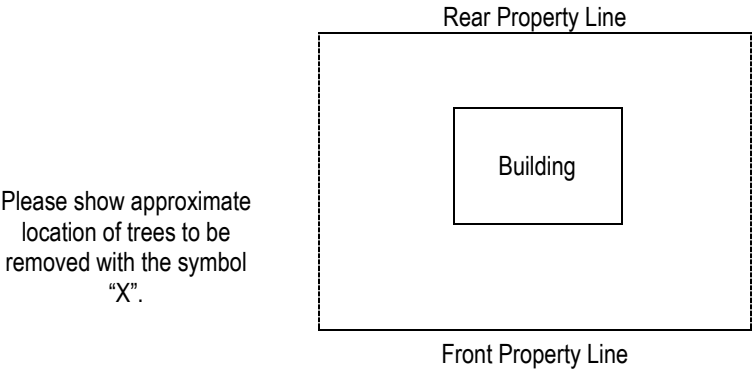 Rear Property Line
Building
Please show approximate
location of trees to be
removed with the symbol
“X”.
Front Property Line